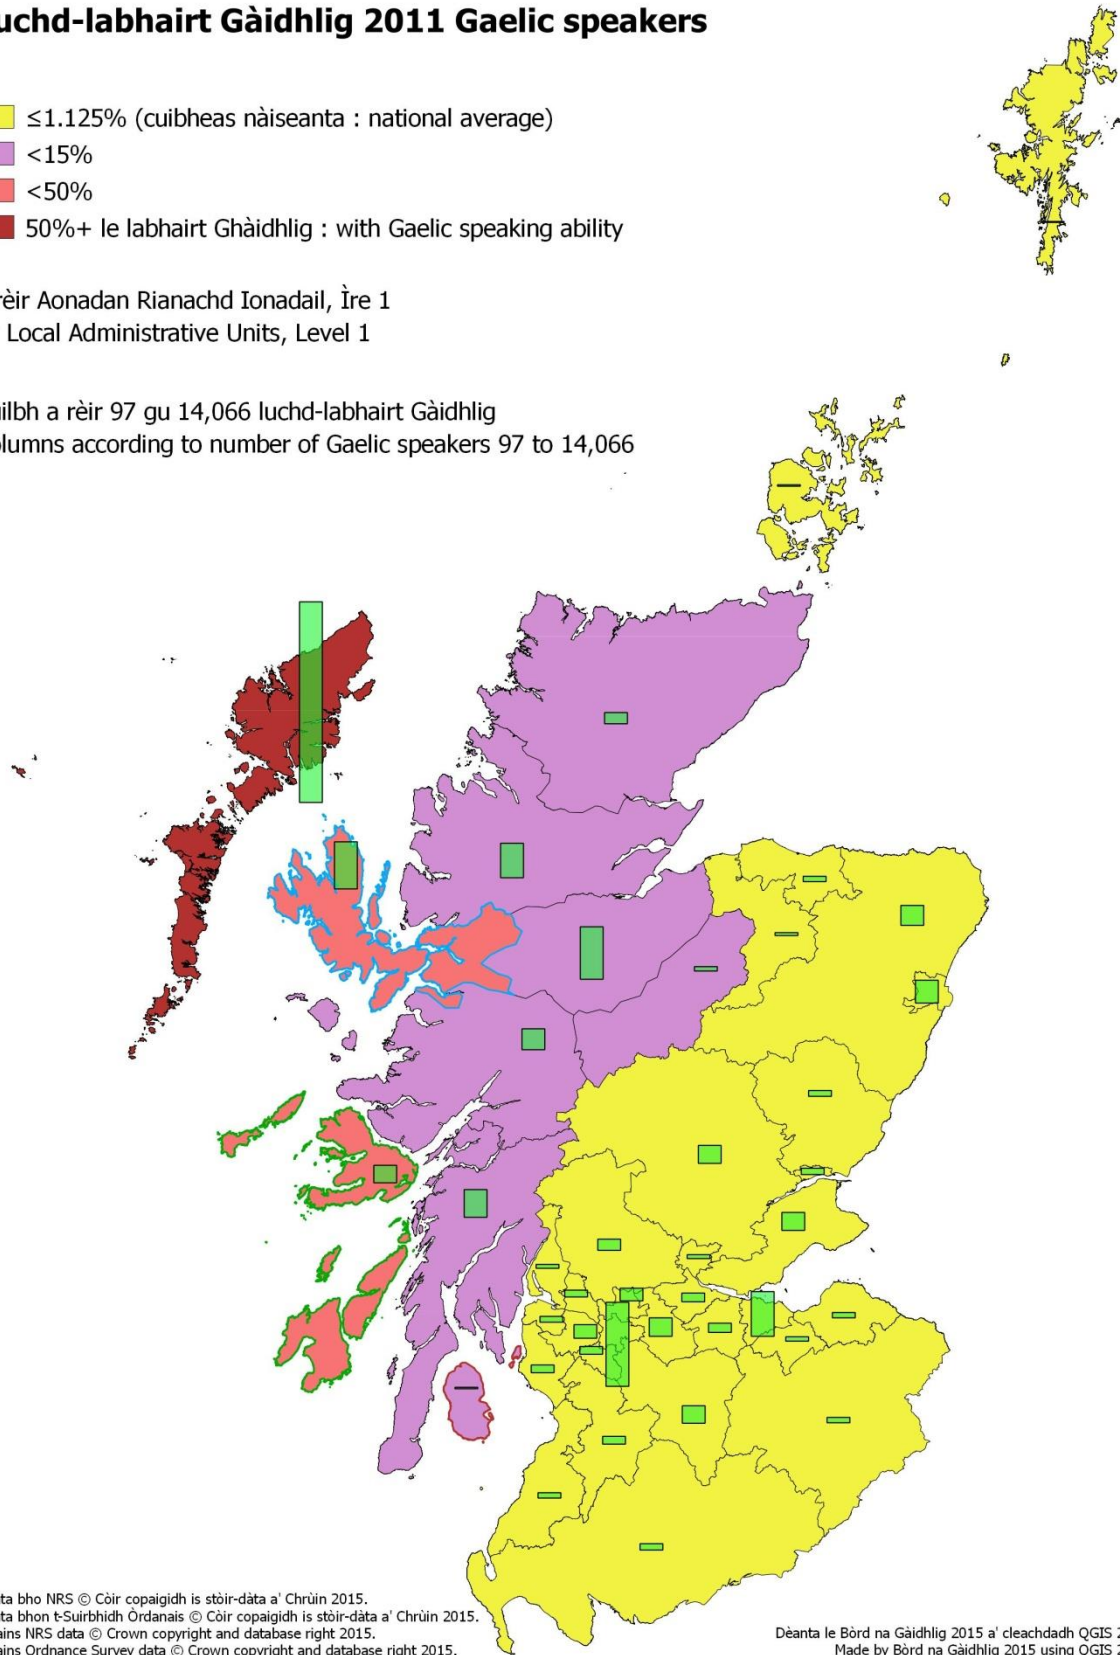 uchd-labhairt Gàidhlig 2011 Gaelic speakers
≤1.125% (cuibheas nàiseanta : national average)
<15%
<50%
50%+ le labhairt Ghàidhlig : with Gaelic speaking ability
rèir Aonadan Rianachd Ionadail, Ìre 1
Local Administrative Units, Level 1
uilbh a rèir 97 gu 14,066 luchd-labhairt Gàidhlig
olumns according to number of Gaelic speakers 97 to 14,066
ta bho NRS © Còir copaigidh is stòir-dàta a' Chrùin 2015.
ta bhon t-Suirbhidh Òrdanais © Còir copaigidh is stòir-dàta a' Chrùin 2015.
ains NRS data © Crown copyright and database right 2015.
ains Ordnance Survey data © Crown copyright and database right 2015.
Dèanta le Bòrd na Gàidhlig 2015 a' cleachdadh QGIS 2
Made by Bòrd na Gàidhlig 2015 using QGIS 2